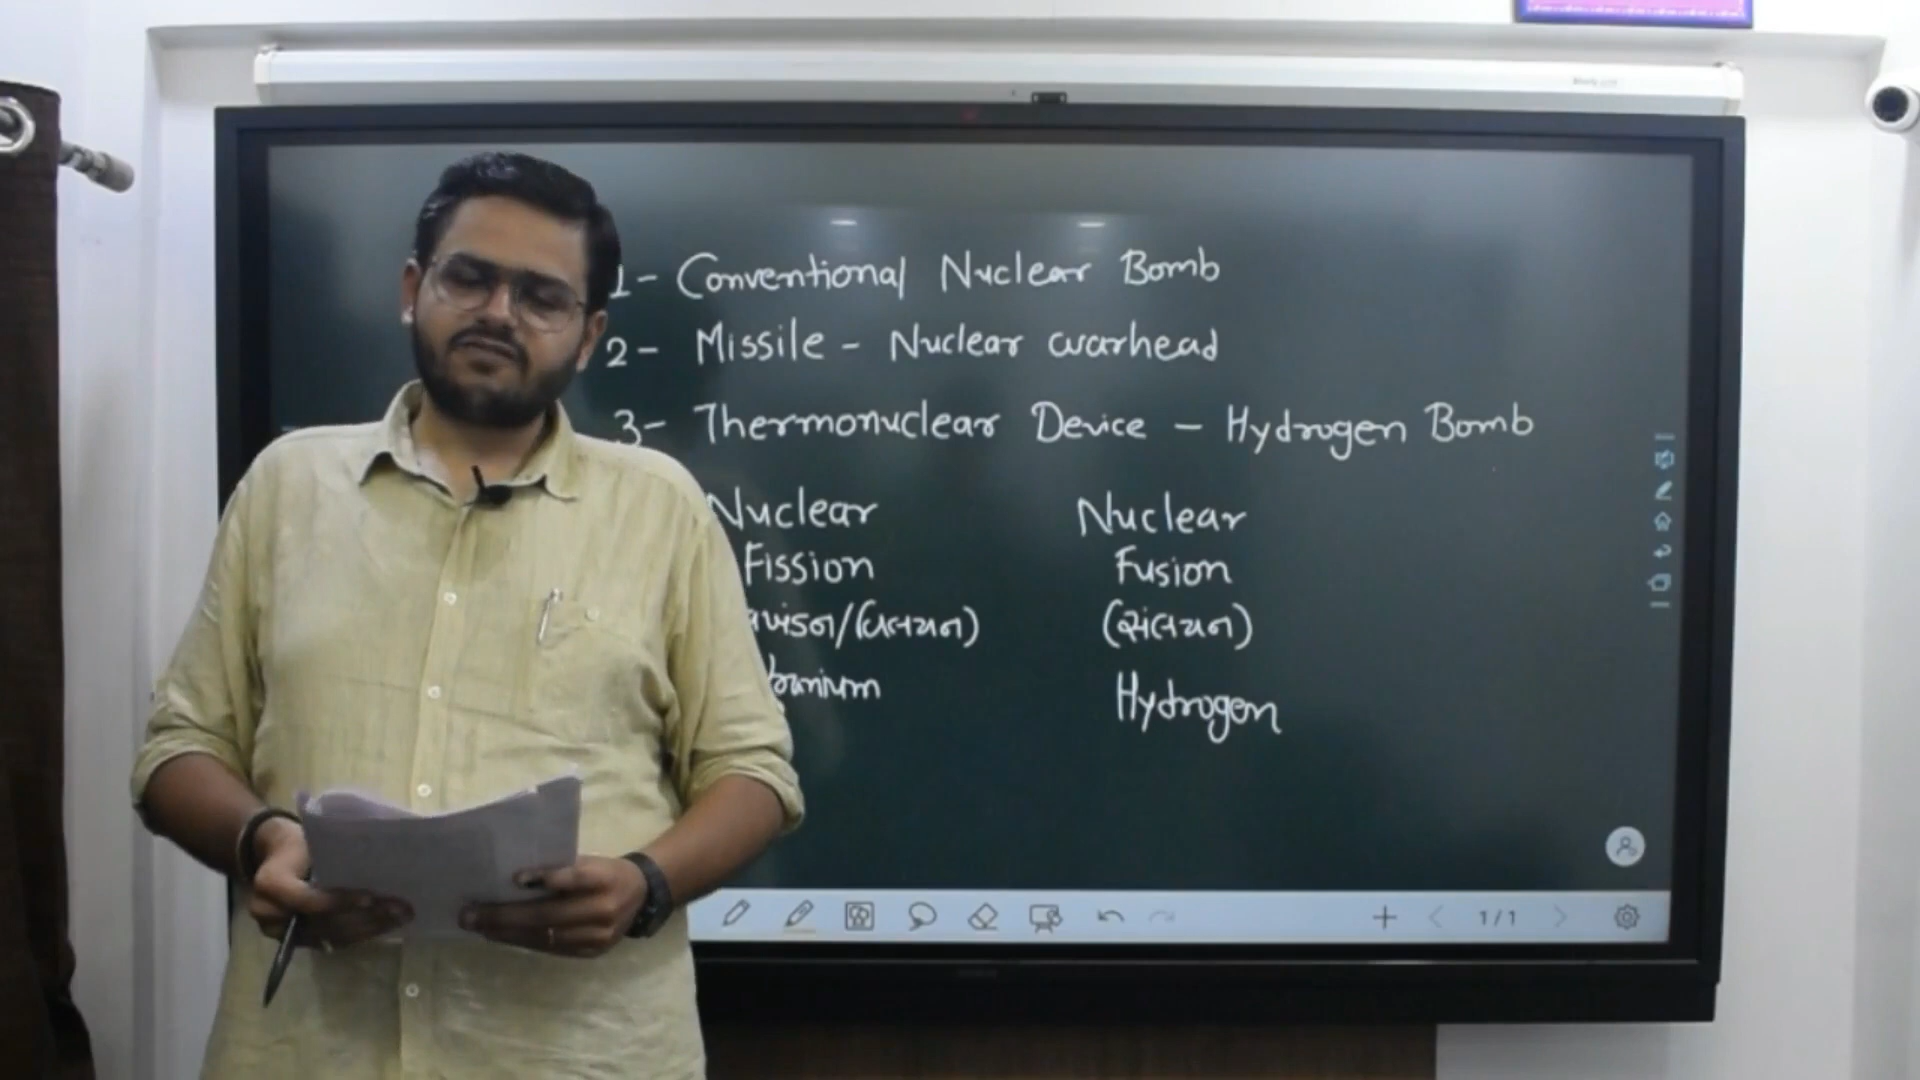 1- Conventional Nuclear Bomb
2- Missile - Nuclear warhead
3- Thermonuclear Device - Hydrogen Bomb
Nuclear Nuclear
Fission Fusion
(સંલયન)
Hydrogen
1/1